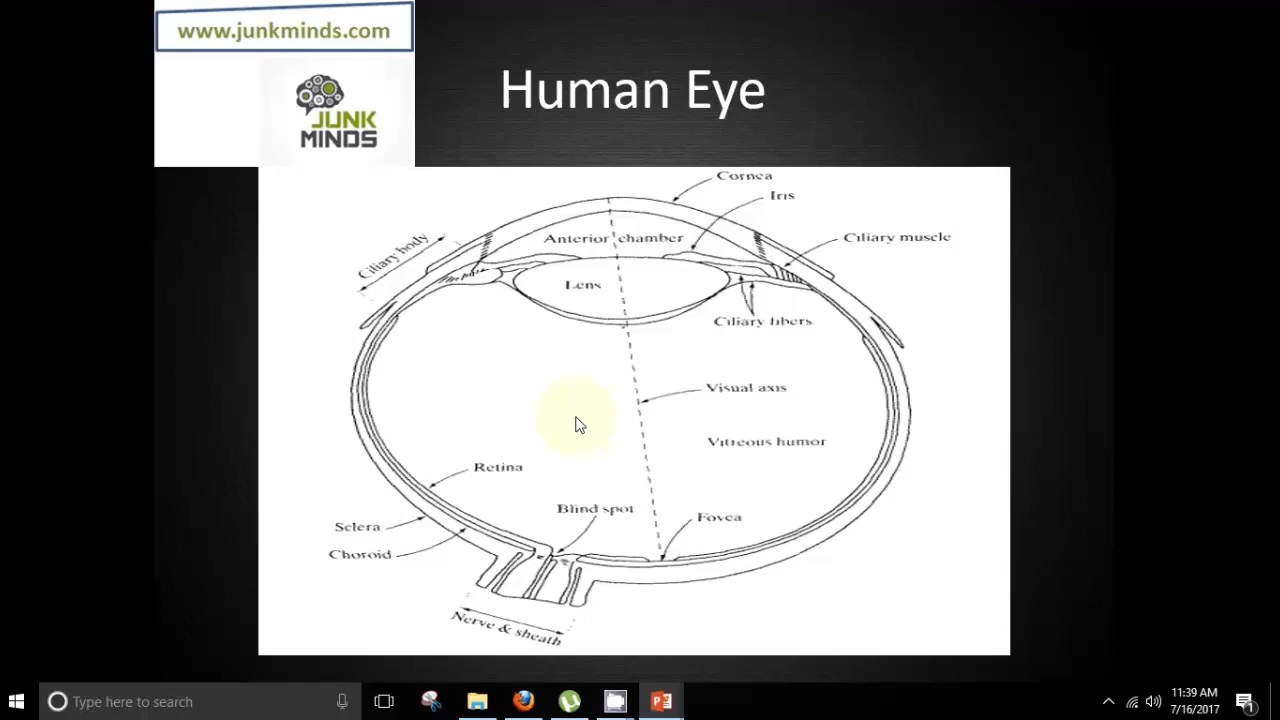 www.junkminds.com
JUNK
MINDS
Human Eye
Cornea
Iris
Anterior chamber
Ciliary muscle
Ciliary body
Lens
Ciliary fibers
Visual axis
Vitreous humor
Retina
Blind spot
Fovea
Sclera
Choroid
Nerve & sheath
Type here to search
11:39 AM
7/16/2017
1